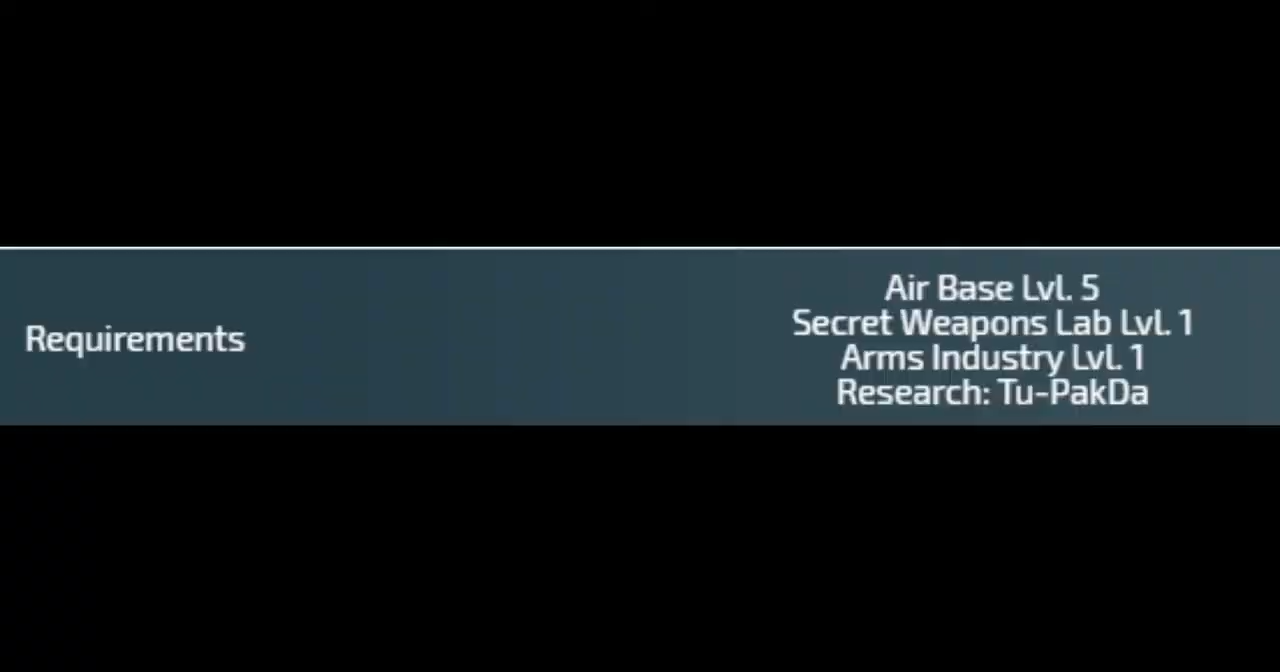 Requirements
Air Base Lvl. 5
Secret Weapons Lab Lvl. 1
Arms Industry Lvl. 1
Research: Tu-PakDa